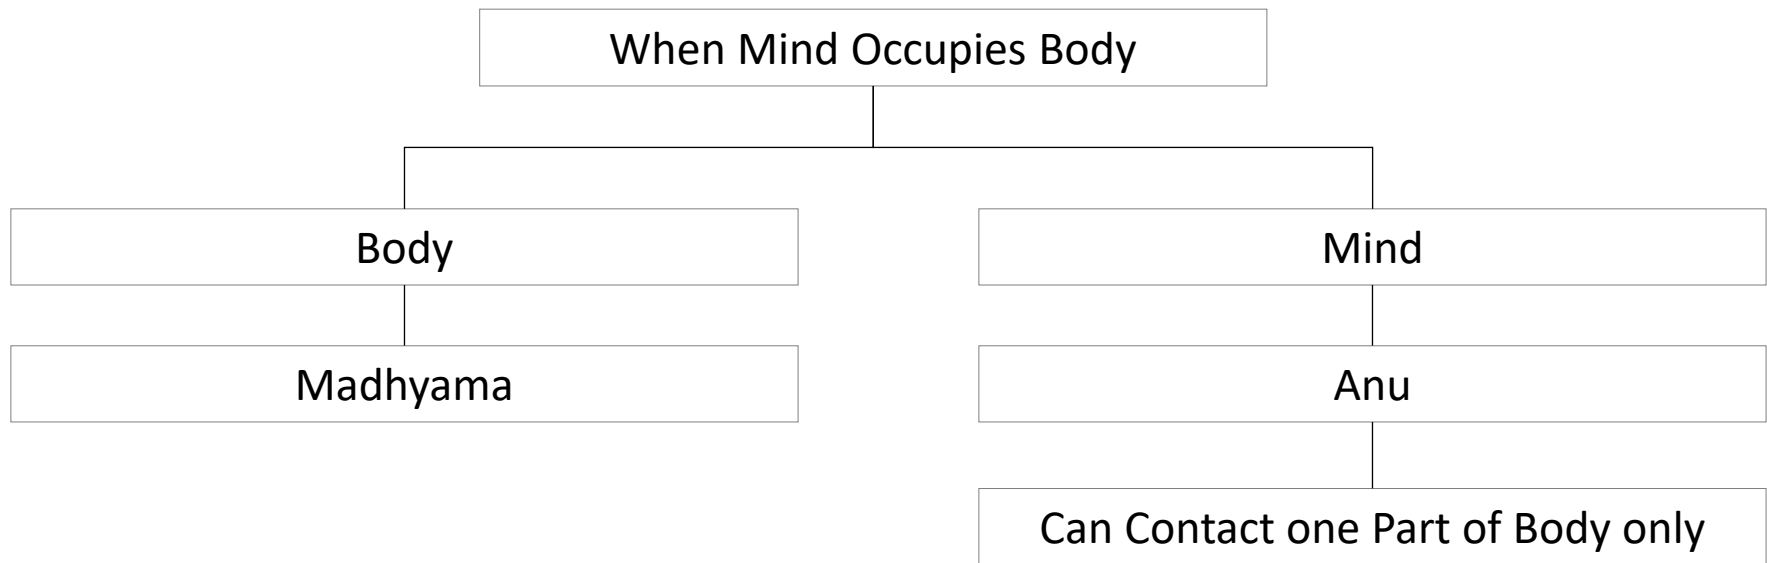 When Mind Occupies Body
Body
Mind
Madhyama
Anu
Can Contact one Part of Body only